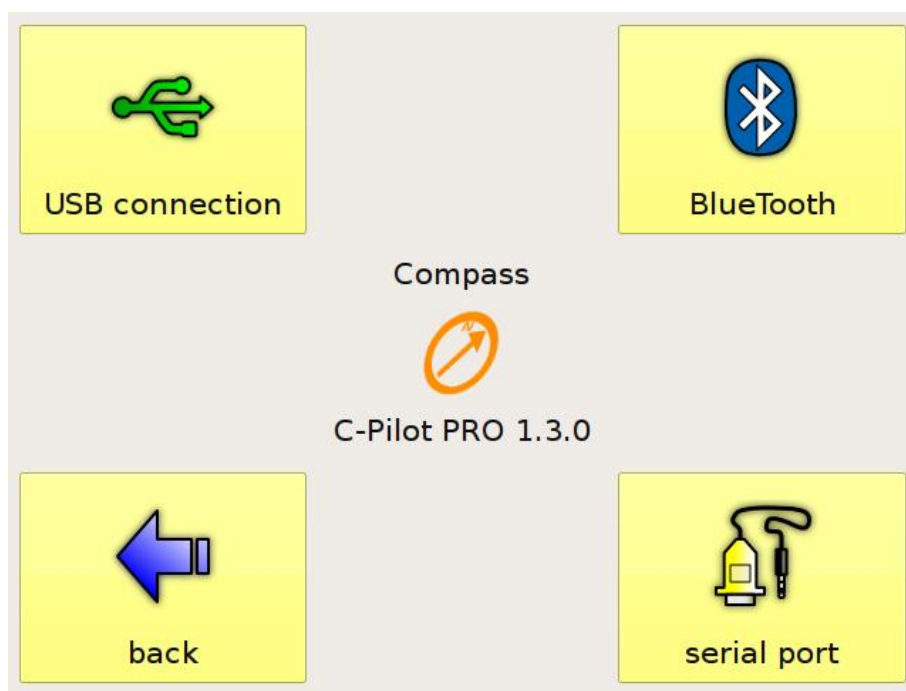 USB connection
BlueTooth
Compass
N
C-Pilot PRO 1.3.0
back
serial port